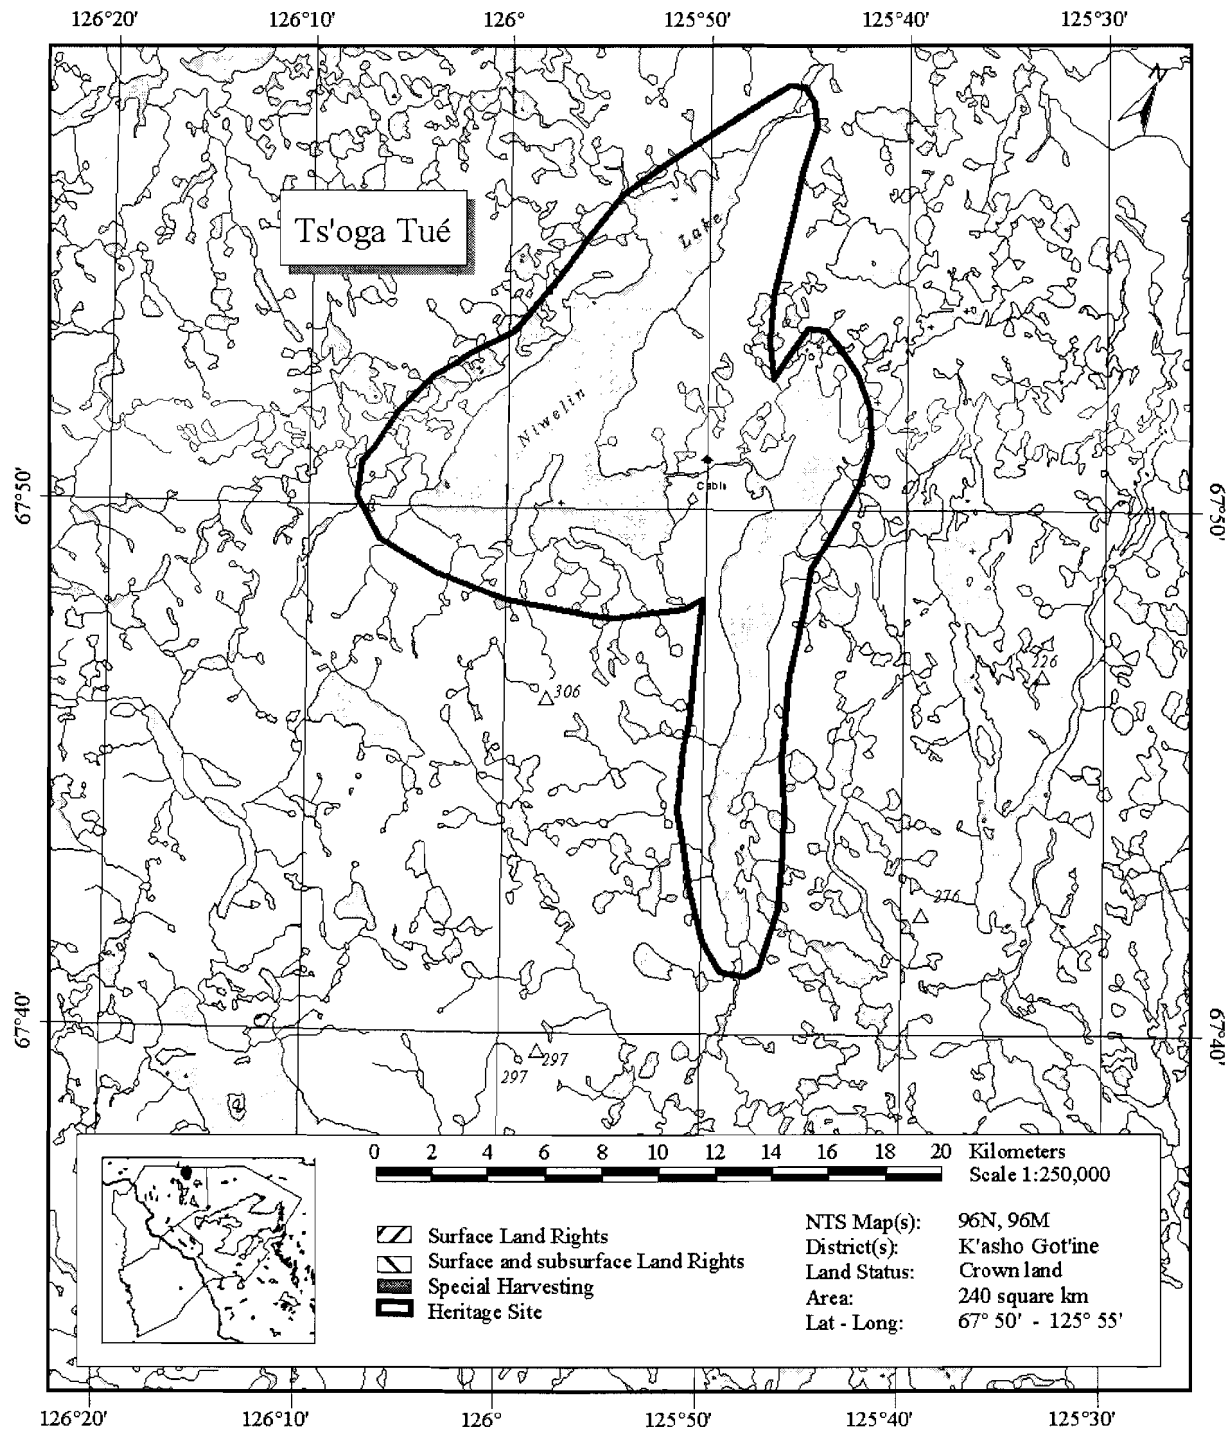 126°20' 126°10' 126° 125°50' 125°40' 125°30'
Ts'oga Tué
Lake
Niwelin
Cabin
67°50' 67°50'
306
226
276
67°40' 67°40'
297
297
0 2 4 6 8 10 12 14 16 18 20 Kilometers
Scale 1:250,000
Surface Land Rights
Surface and subsurface Land Rights
Special Harvesting
Heritage Site
NTS Map(s): 96N, 96M
District(s): K'asho Got'ine
Land Status: Crown land
Area: 240 square km
Lat - Long: 67° 50' - 125° 55'
126°20' 126°10' 126° 125°50' 125°40' 125°30'